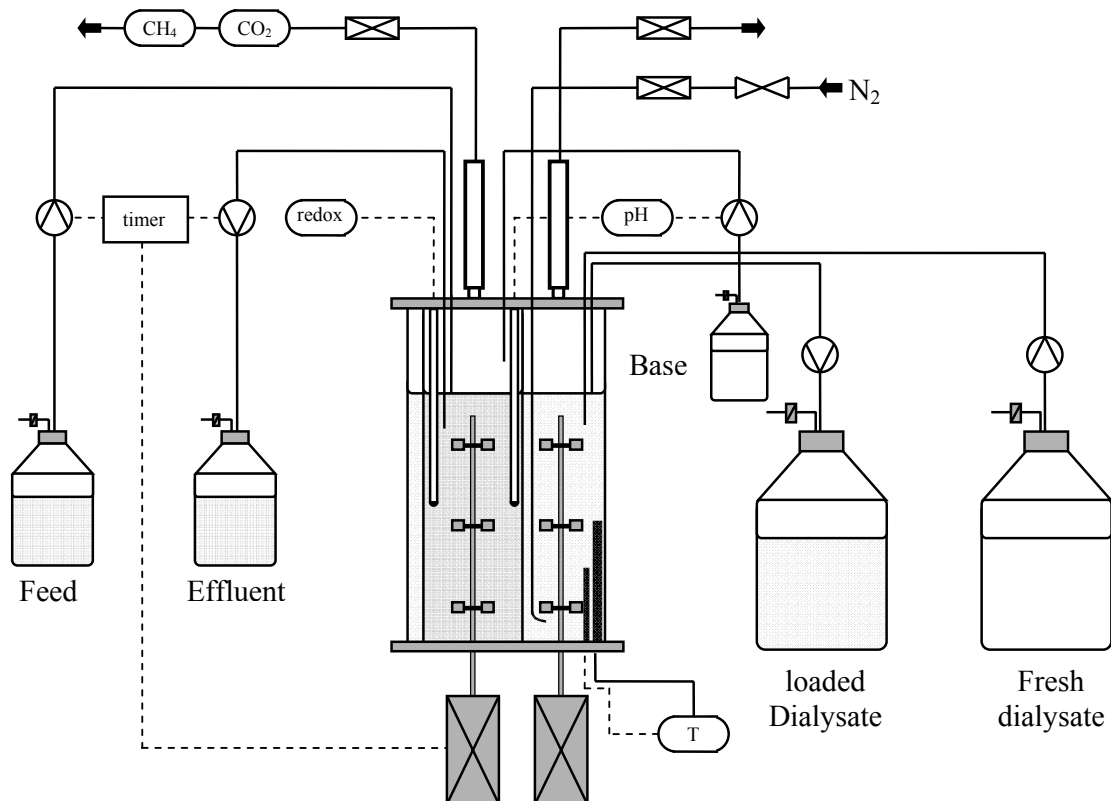 CH₄
CO₂
N₂
timer
redox
pH
Base
Feed
Effluent
loaded
Dialysate
Fresh
dialysate
T